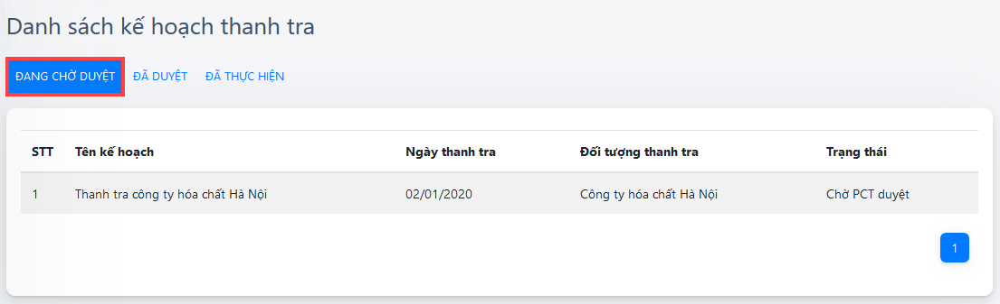 Danh sách kế hoạch thanh tra
ĐANG CHỜ DUYỆT ĐÃ DUYỆT ĐÃ THỰC HIỆN
STT Tên kế hoạch Ngày thanh tra Đối tượng thanh tra Trạng thái
1 Thanh tra công ty hóa chất Hà Nội 02/01/2020 Công ty hóa chất Hà Nội Chờ PCT duyệt
1